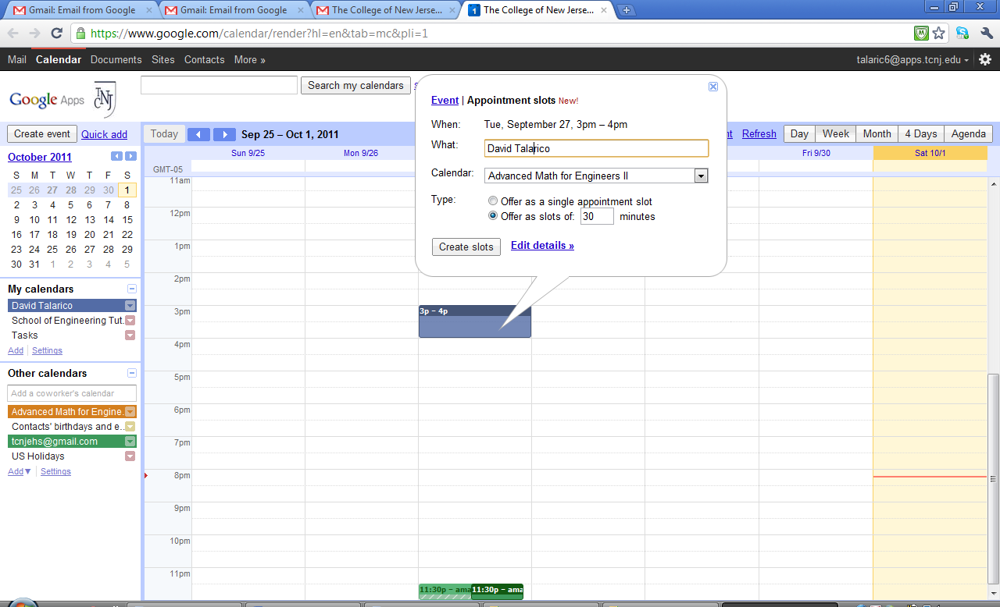 Gmail: Email from Google
Gmail: Email from Google
The College of New Jerse...
The College of New Jerse...
https://www.google.com/calendar/render?hl=en&tab=mc&pli=1
Mail Calendar Documents Sites Contacts More »
talaric6@apps.tcnj.edu
Google Apps
TCNJ
Search my calendars
Event | Appointment slots New!
When: Tue, September 27, 3pm – 4pm
What: David Talarico
Calendar: Advanced Math for Engineers II
Type: Offer as a single appointment slot
Offer as slots of: 30 minutes
Create slots Edit details »
Create event Quick add
Today Sep 25 – Oct 1, 2011
Refresh Day Week Month 4 Days Agenda
Sun 9/25 Mon 9/26 Fri 9/30 Sat 10/1
GMT-05
October 2011
S M T W T F S
25 26 27 28 29 30 1
2 3 4 5 6 7 8
9 10 11 12 13 14 15
16 17 18 19 20 21 22
23 24 25 26 27 28 29
30 31 1 2 3 4 5
My calendars
David Talarico
School of Engineering Tut.
Tasks
Add Settings
Other calendars
Add a coworker's calendar
Advanced Math for Engine.
Contacts' birthdays and e..
tcnjehs@gmail.com
US Holidays
Add Settings
11am
12pm
1pm
2pm
3pm
3p – 4p
4pm
5pm
6pm
7pm
8pm
9pm
10pm
11pm
11:30p – ama
11:30p – ama